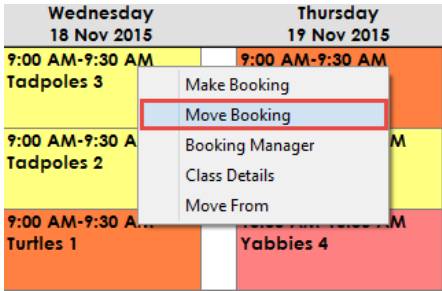 Wednesday
18 Nov 2015
Thursday
19 Nov 2015
9:00 AM-9:30 AM
Tadpoles 3
9:00 AM-9:30 AM
Make Booking
Move Booking
Booking Manager
Class Details
Move From
9:00 AM-9:30 A
Tadpoles 2
M
9:00 AM-9:30 A
Turtles 1
Yabbies 4